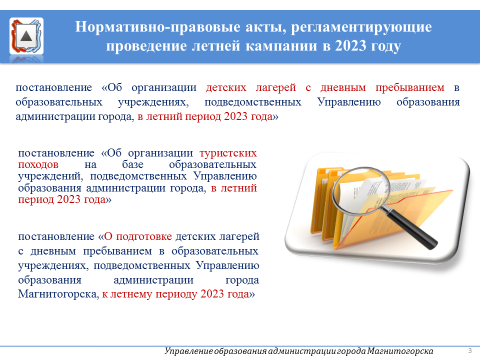 Нормативно-правовые акты, регламентирующие
проведение летней кампании в 2023 году
постановление «Об организации детских лагерей с дневным пребыванием в
образовательных учреждениях, подведомственных Управлению образования
администрации города, в летний период 2023 года»
постановление «Об организации туристских
походов на базе образовательных
учреждений, подведомственных Управлению
образования администрации города, в летний
период 2023 года»
постановление «О подготовке детских лагерей
с дневным пребыванием в образовательных
учреждениях, подведомственных Управлению
образования администрации города
Магнитогорска, к летнему периоду 2023 года»
Управление образования администрации города Магнитогорска
3